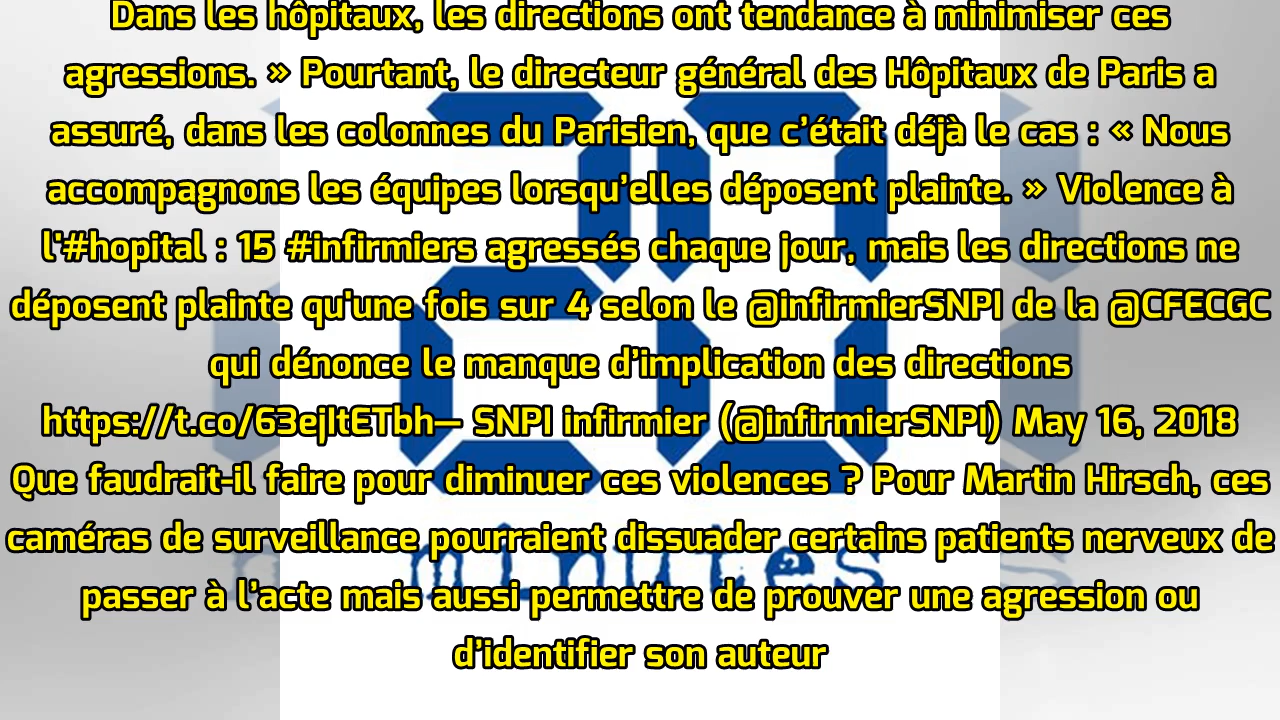 Dans les hôpitaux, les directions ont tendance à minimiser ces
agressions. » Pourtant, le directeur général des Hôpitaux de Paris a
assuré, dans les colonnes du Parisien, que c’était déjà le cas : « Nous
accompagnons les équipes lorsqu’elles déposent plainte. » Violence à
l'#hopital : 15 #infirmiers agressés chaque jour, mais les directions ne
déposent plainte qu'une fois sur 4 selon le @infirmierSNPI de la @CFECGC
qui dénonce le manque d’implication des directions
https://t.co/63ejItETbh— SNPI infirmier (@infirmierSNPI) May 16, 2018
Que faudrait-il faire pour diminuer ces violences ? Pour Martin Hirsch, ces
caméras de surveillance pourraient dissuader certains patients nerveux de
passer à l’acte mais aussi permettre de prouver une agression ou
d’identifier son auteur
20
minutes